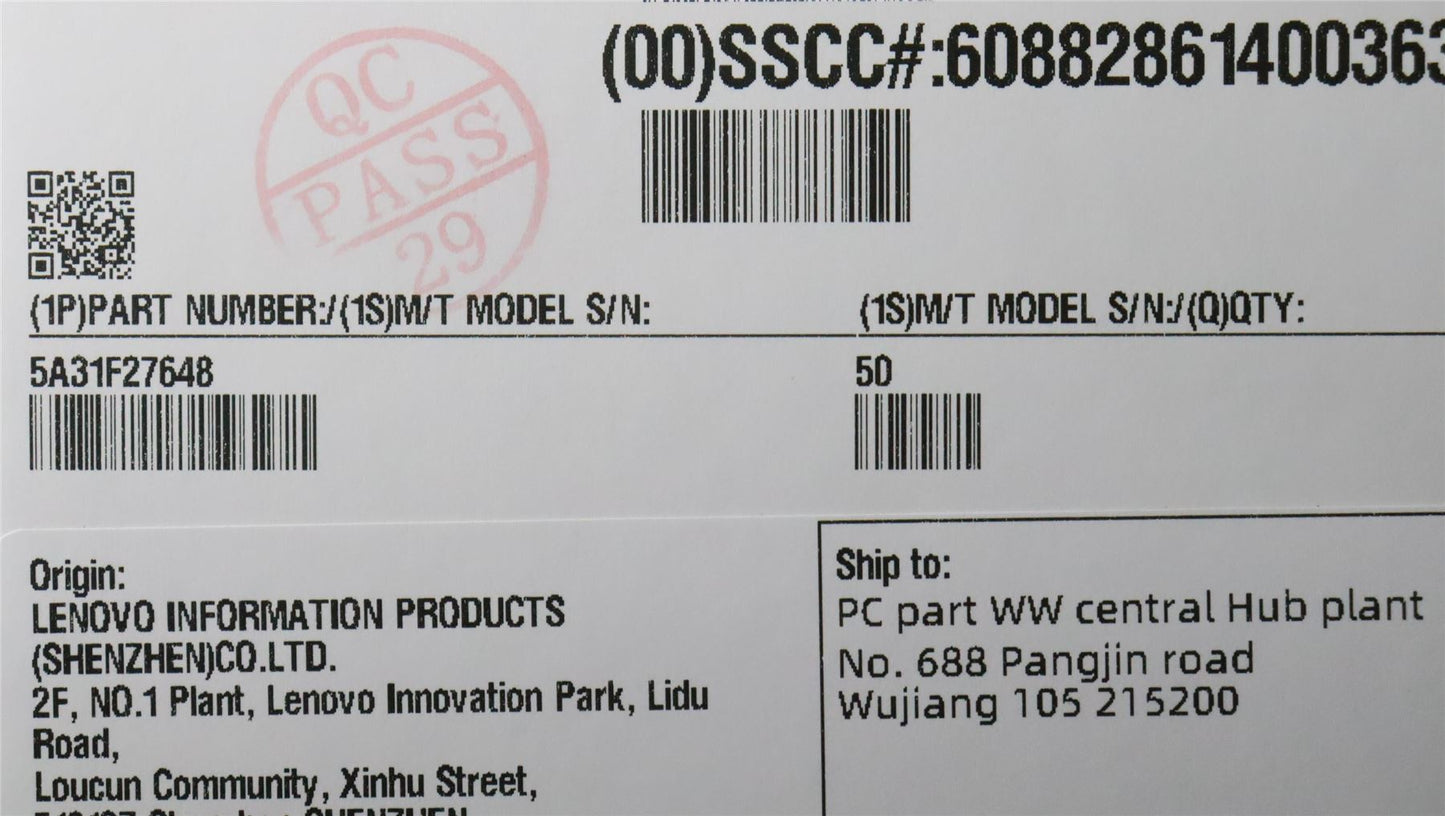 (00)SSCC#:60882861400363
QC
PASS
29
(1P)PART NUMBER:/(1S)M/T MODEL S/N:
(1S)M/T MODEL S/N:/(Q)QTY:
5A31F27648
50
Origin:
LENOVO INFORMATION PRODUCTS
(SHENZHEN)CO.LTD.
2F, NO.1 Plant, Lenovo Innovation Park, Lidu
Road,
Loucun Community, Xinhu Street,
Ship to:
PC part WW central Hub plant
No. 688 Pangjin road
Wujiang 105 215200